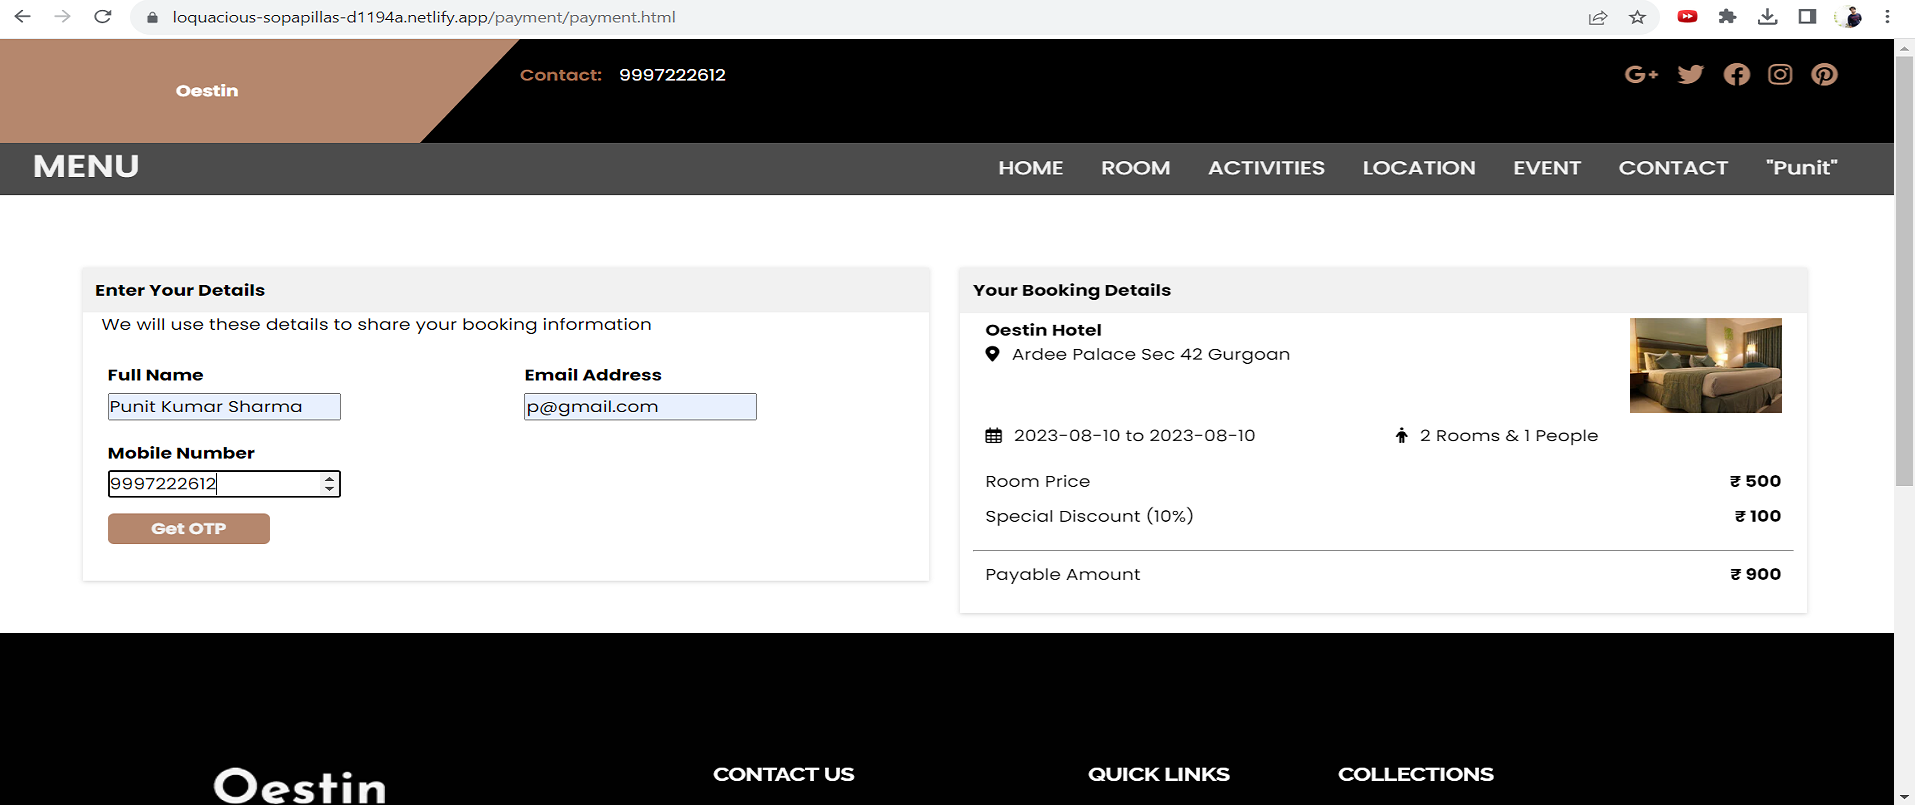 loquacious-sopapillas-d1194a.netlify.app/payment/payment.html
Oestin
Contact: 9997222612
G+
MENU
HOME ROOM ACTIVITIES LOCATION EVENT CONTACT "Punit"
Enter Your Details
We will use these details to share your booking information
Full Name
Punit Kumar Sharma
Email Address
p@gmail.com
Mobile Number
9997222612
Get OTP
Your Booking Details
Oestin Hotel
Ardee Palace Sec 42 Gurgoan
2023-08-10 to 2023-08-10
2 Rooms & 1 People
Room Price ₹ 500
Special Discount (10%) ₹ 100
Payable Amount ₹ 900
Oestin
CONTACT US
QUICK LINKS
COLLECTIONS